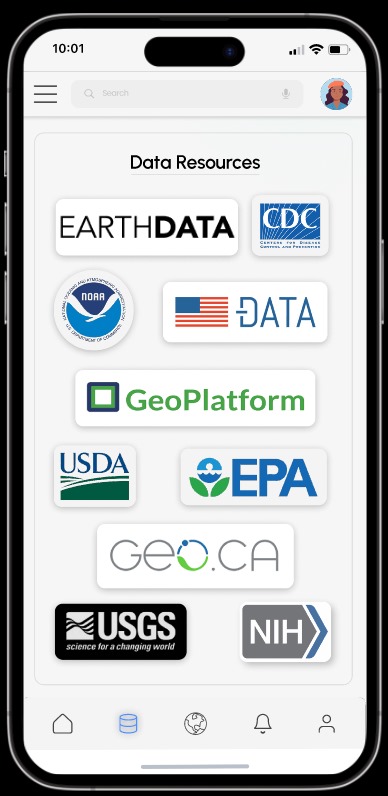 10:01
Search
Data Resources
EARTHDATA
CDC
CENTERS FOR DISEASE
CONTROL AND PREVENTION
NATIONAL OCEANIC AND ATMOSPHERIC ADMINISTRATION
NOAA
U.S. DEPARTMENT OF COMMERCE
DATA
GeoPlatform
USDA
EPA
GEO.CA
USGS
science for a changing world
NIH